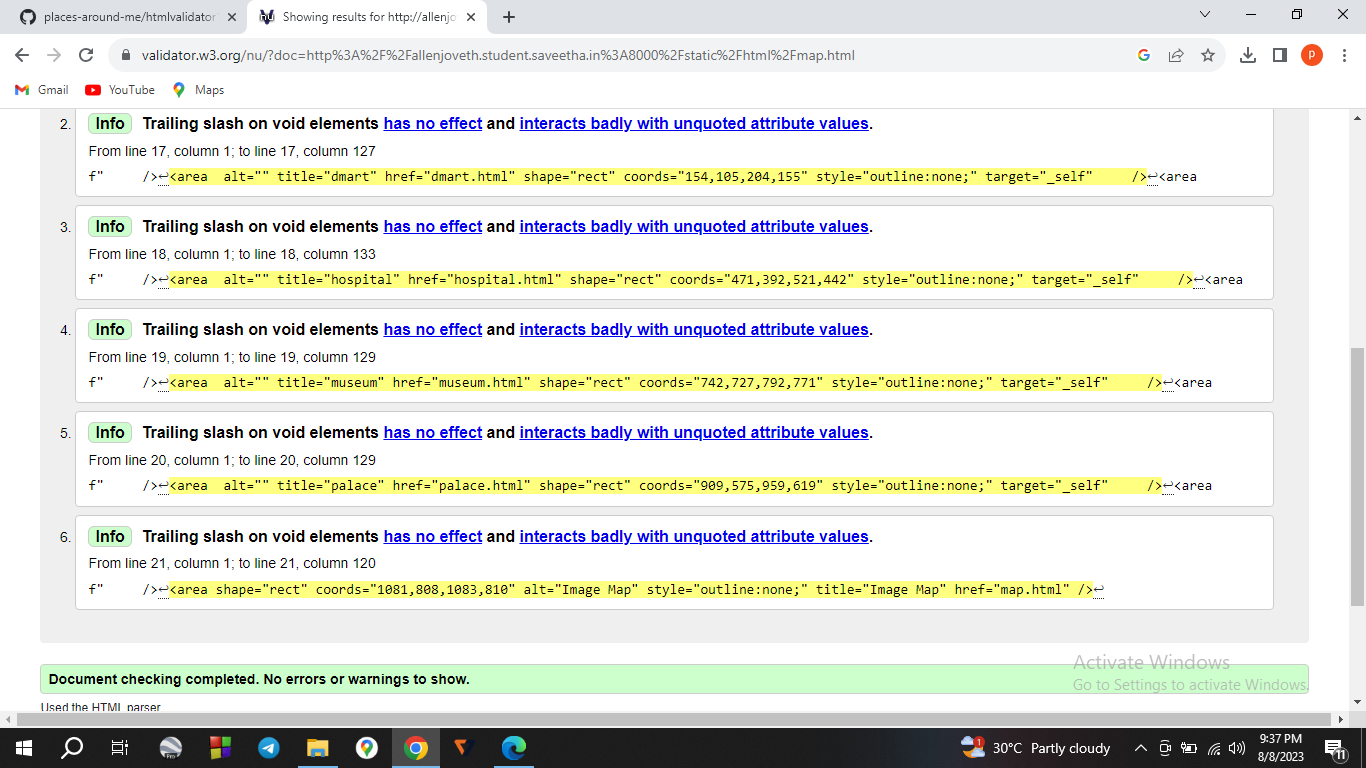 places-around-me/htmlvalidator
Showing results for http://allenjo
validator.w3.org/nu/?doc=http%3A%2F%2Fallenjoveth.student.saveetha.in%3A8000%2Fstatic%2Fhtml%2Fmap.html
P
Gmail YouTube Maps
2. Info Trailing slash on void elements has no effect and interacts badly with unquoted attribute values.
From line 17, column 1; to line 17, column 127
f" />↩<area alt="" title="dmart" href="dmart.html" shape="rect" coords="154,105,204,155" style="outline:none;" target="_self" />↩<area
3. Info Trailing slash on void elements has no effect and interacts badly with unquoted attribute values.
From line 18, column 1; to line 18, column 133
f" />↩<area alt="" title="hospital" href="hospital.html" shape="rect" coords="471,392,521,442" style="outline:none;" target="_self" />↩<area
4. Info Trailing slash on void elements has no effect and interacts badly with unquoted attribute values.
From line 19, column 1; to line 19, column 129
f" />↩<area alt="" title="museum" href="museum.html" shape="rect" coords="742,727,792,771" style="outline:none;" target="_self" />↩<area
5. Info Trailing slash on void elements has no effect and interacts badly with unquoted attribute values.
From line 20, column 1; to line 20, column 129
f" />↩<area alt="" title="palace" href="palace.html" shape="rect" coords="909,575,959,619" style="outline:none;" target="_self" />↩<area
6. Info Trailing slash on void elements has no effect and interacts badly with unquoted attribute values.
From line 21, column 1; to line 21, column 120
f" />↩<area shape="rect" coords="1081,808,1083,810" alt="Image Map" style="outline:none;" title="Image Map" href="map.html" />↩
Activate Windows
Document checking completed. No errors or warnings to show.
Go to Settings to activate Windows.
Used the HTML parser
30°C Partly cloudy
9:37 PM
8/8/2023
11